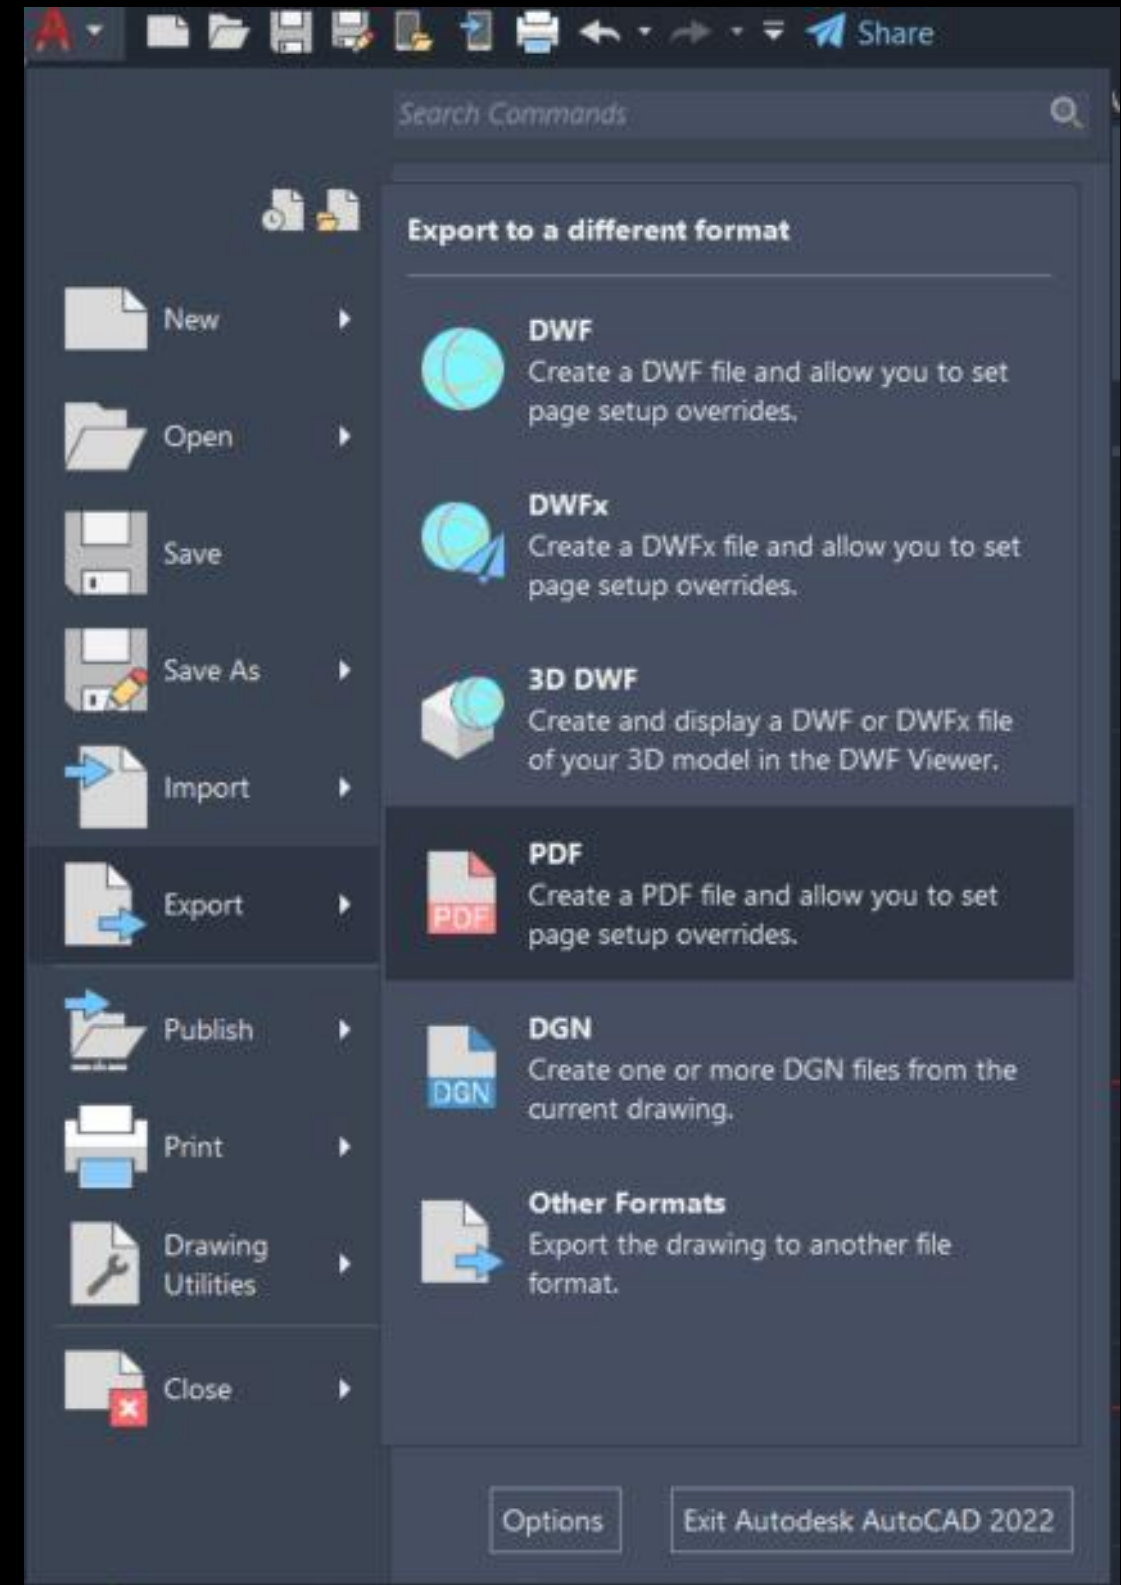 Share
Search Commands
Export to a different format
New
Open
Save
Save As
Import
Export
Publish
Print
Drawing
Utilities
Close
DWF
Create a DWF file and allow you to set
page setup overrides.
DWFx
Create a DWFx file and allow you to set
page setup overrides.
3D DWF
Create and display a DWF or DWFx file
of your 3D model in the DWF Viewer.
PDF
PDF
Create a PDF file and allow you to set
page setup overrides.
DGN
DGN
Create one or more DGN files from the
current drawing.
Other Formats
Export the drawing to another file
format.
Options
Exit Autodesk AutoCAD 2022